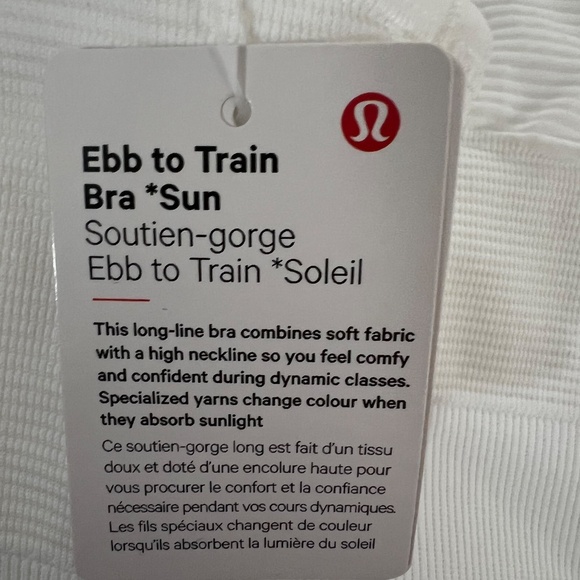 Ebb to Train
Bra *Sun
Soutien-gorge
Ebb to Train *Soleil
This long-line bra combines soft fabric
with a high neckline so you feel comfy
and confident during dynamic classes.
Specialized yarns change colour when
they absorb sunlight
Ce soutien-gorge long est fait d'un tissu
doux et doté d'une encolure haute pour
vous procurer le confort et la confiance
nécessaire pendant vos cours dynamiques.
Les fils spéciaux changent de couleur
lorsqu'ils absorbent la lumière du soleil